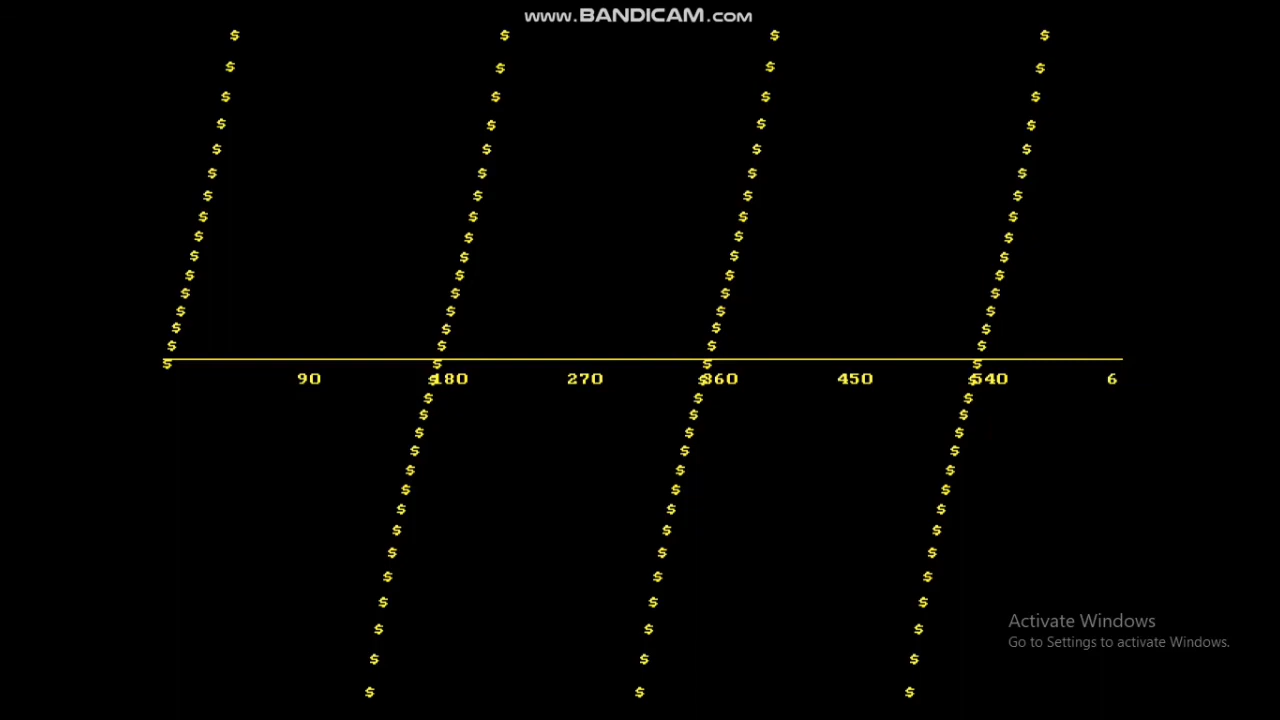 www.BANDICAM.com
90 180 270 360 450 540 6
Activate Windows
Go to Settings to activate Windows.